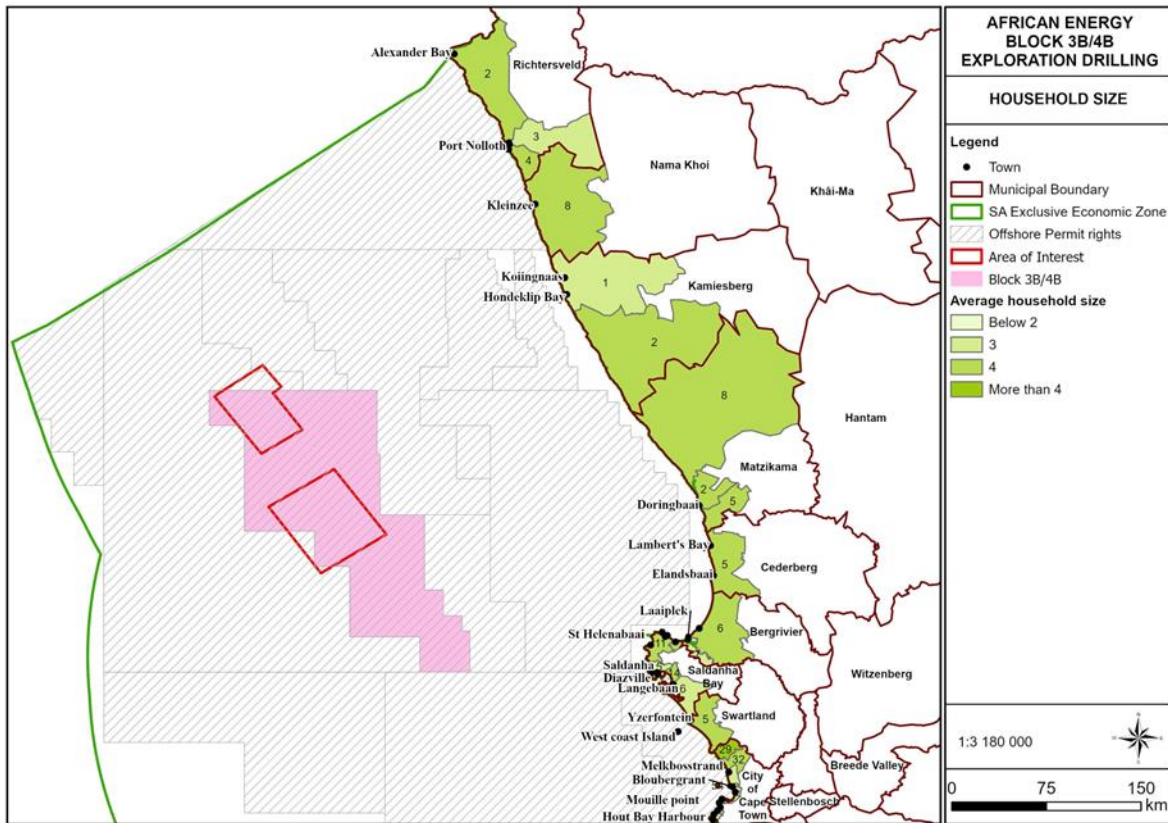 AFRICAN ENERGY
BLOCK 3B/4B
EXPLORATION DRILLING
HOUSEHOLD SIZE
Legend
Town
Municipal Boundary
SA Exclusive Economic Zone
Offshore Permit rights
Area of Interest
Block 3B/4B
Average household size
Below 2
3
4
More than 4
1:3 180 000
N
0 75 150
km
Alexander Bay
Richtersveld
2
3
Port Nolloth
4
Nama Khoi
Khâi-Ma
Kleinzee
8
Koiingnaas
1
Kamiesberg
Hondeklip Bay
2
8
Hantam
Matzikama
2
5
Doringbaai
Lambert's Bay
5
Cederberg
Elandsbaai
Laaiplek
6
Bergrivier
St Helenabaai
11
Witzenberg
Saldanha
Diazville
14
Saldanha
Bay
Langebaan
6
Yzerfontein
5
Swartland
West coast Island
29
32
Melkbosstrand
Breede Valley
Bloubergrant
City
of
Cape
Town
Stellenbosch
Mouille point
Hout Bay Harbour